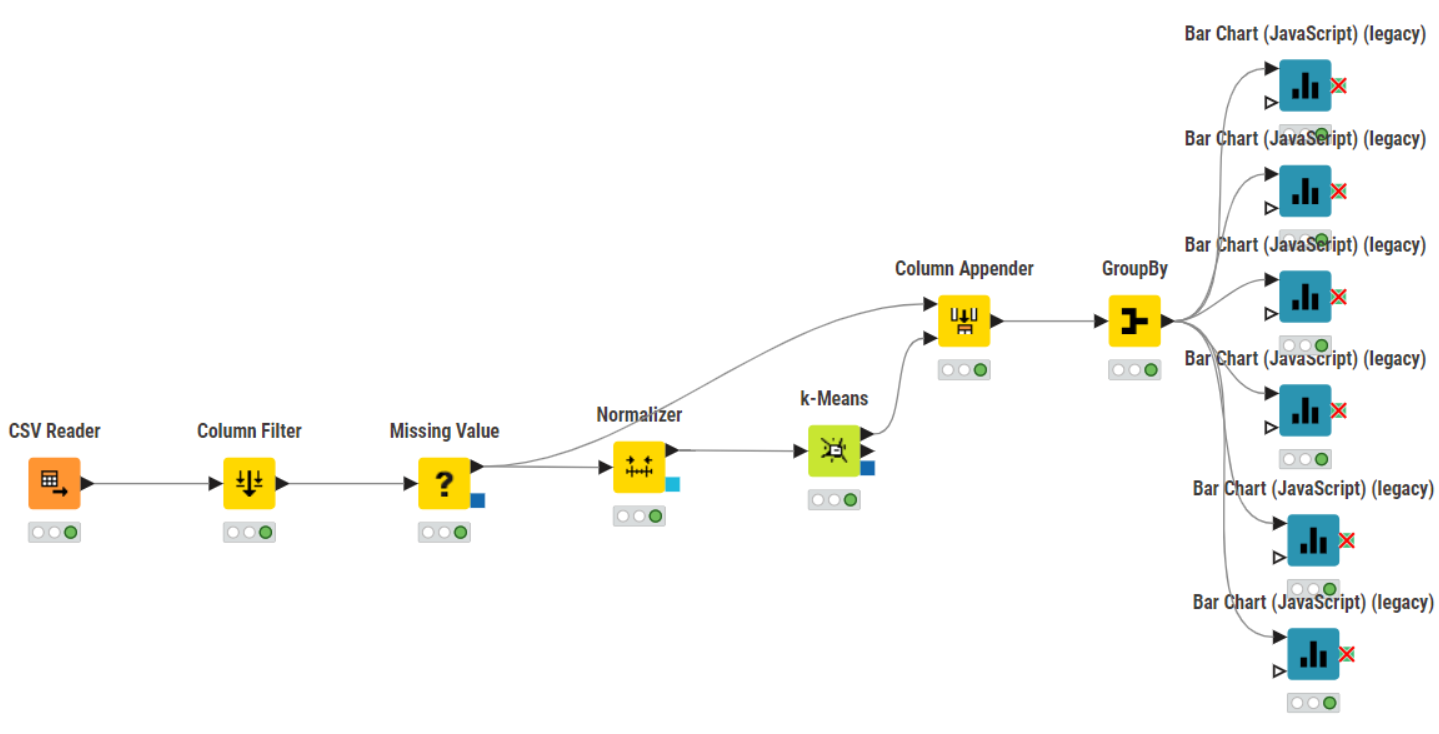 Bar Chart (JavaScript) (legacy)
Bar Chart (JavaScript) (legacy)
Bar Chart (JavaScript) (legacy)
Column Appender
GroupBy
Bar Chart (JavaScript) (legacy)
k-Means
Normalizer
CSV Reader
Column Filter
Missing Value
?
Bar Chart (JavaScript) (legacy)
Bar Chart (JavaScript) (legacy)